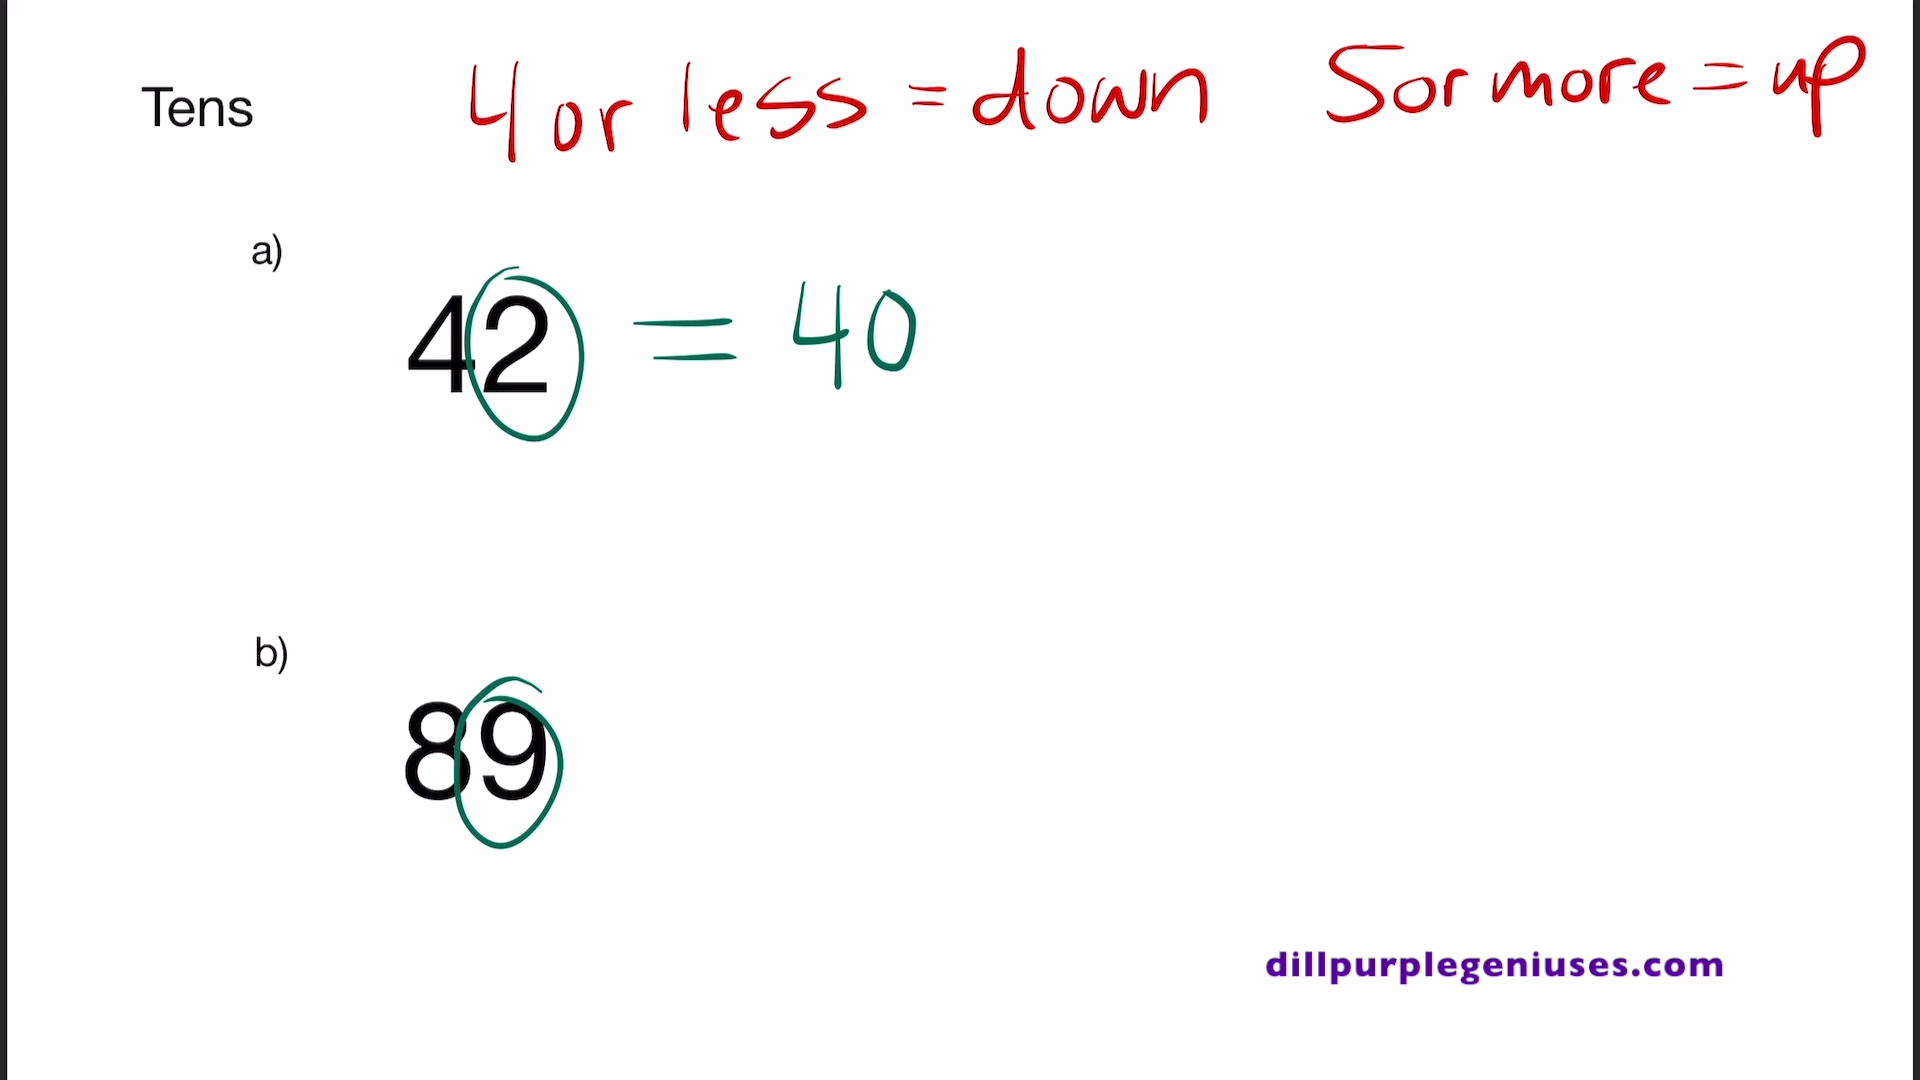 Tens 4 or less = down 5 or more = up
a)
42 = 40
b)
89
dillpurplegeniuses.com